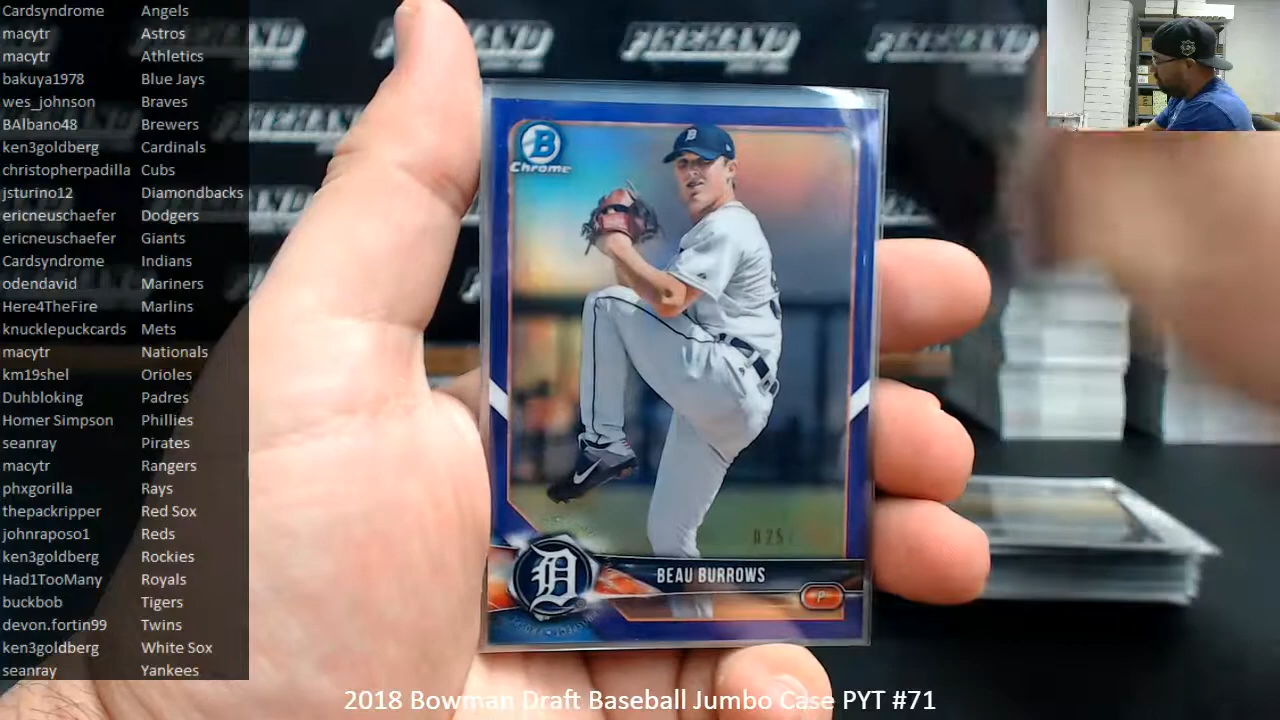 Cardsyndrome Angels
macytr Astros
macytr Athletics
bakuya1978 Blue Jays
wes_johnson Braves
BAlbano48 Brewers
ken3goldberg Cardinals
christopherpadilla Cubs
jsturino12 Diamondbacks
ericneuschaefer Dodgers
ericneuschaefer Giants
Cardsyndrome Indians
odendavid Mariners
Here4TheFire Marlins
knucklepuckcards Mets
macytr Nationals
km19shel Orioles
Duhbloking Padres
Homer Simpson Phillies
seanray Pirates
macytr Rangers
phxgorilla Rays
thepackripper Red Sox
johnraposo1 Reds
ken3goldberg Rockies
Had1TooMany Royals
buckbob Tigers
devon.fortin99 Twins
ken3goldberg White Sox
seanray Yankees
FIREHAND FIREHAND FIREHAND
B
Chrome
D
025/
BEAU BURROWS
P
2018 Bowman Draft Baseball Jumbo Case PYT #71